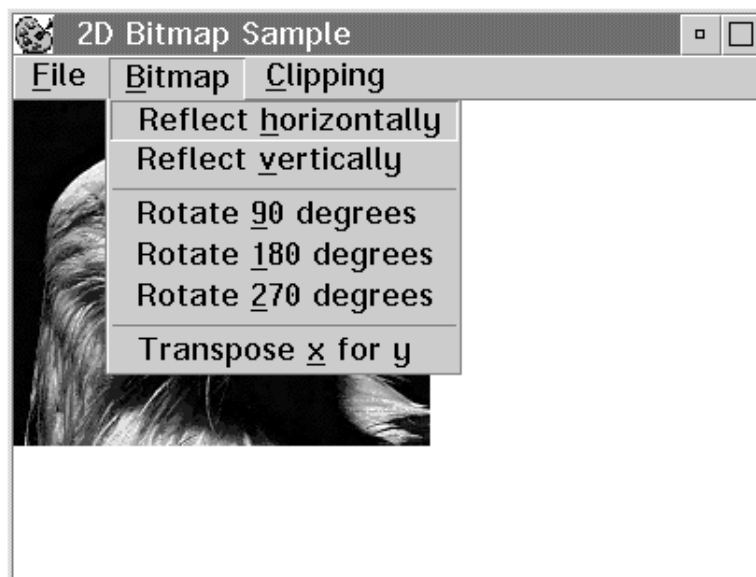 2D Bitmap Sample
File Bitmap Clipping
Reflect horizontally
Reflect vertically
Rotate 90 degrees
Rotate 180 degrees
Rotate 270 degrees
Transpose x for y